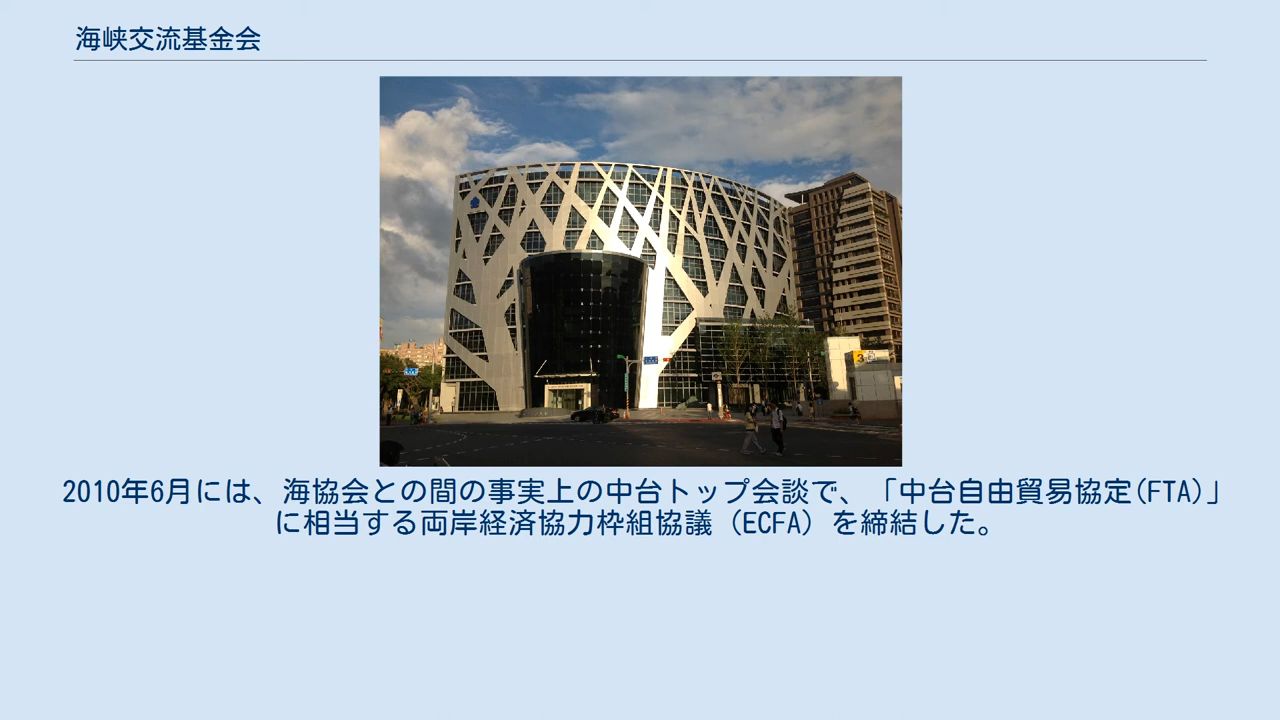 海峡交流基金会
3
2010年6月には、海協会との間の事実上の中台トップ会談で、「中台自由貿易協定(FTA)」
に相当する両岸経済協力枠組協議（ECFA）を締結した。